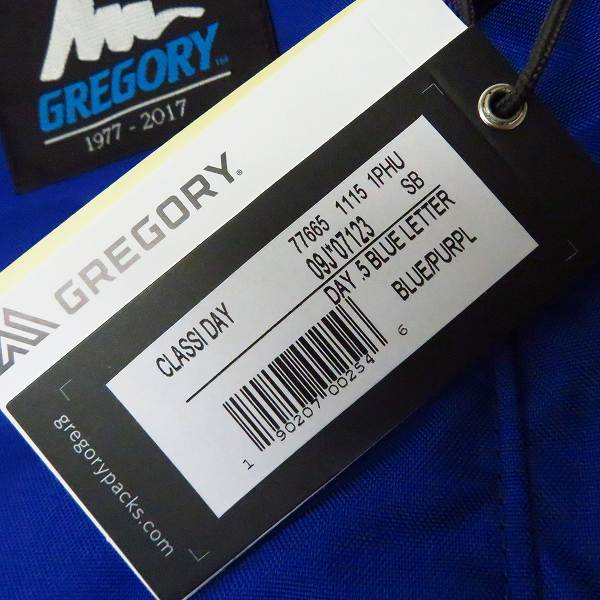 GREGORY™
1977 - 2017
GREGORY®
77665 1115 1PHU
09J*07123 SB
DAY .5 BLUE LETTER
CLASSI DAY BLUE/PURPL
1 90207 00254 6
gregorypacks.com